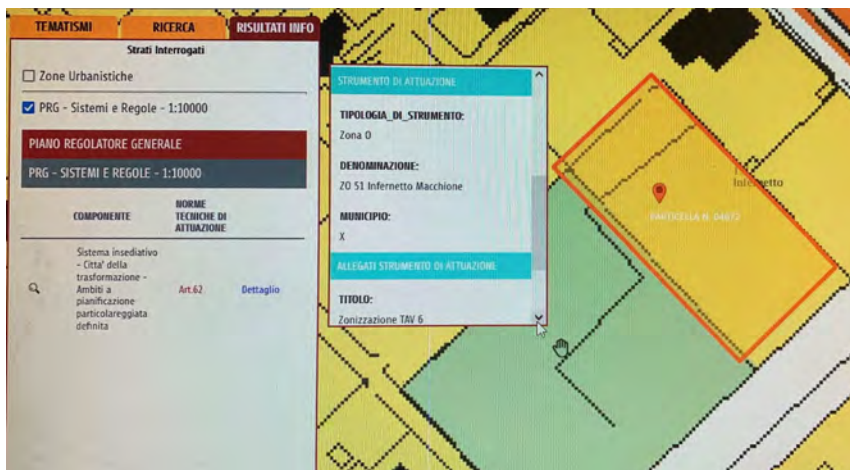 TEMATISMI
RICERCA
RISULTATI INFO
Strati Interrogati
Zone Urbanistiche
PRG - Sistemi e Regole - 1:10000
PIANO REGOLATORE GENERALE
PRG - SISTEMI E REGOLE - 1:10000
COMPONENTE
NORME
TECNICHE DI
ATTUAZIONE
Sistema insediativo
- Citta' della
trasformazione -
Ambiti a
pianificazione
particolareggiata
definita
Art.62
Dettaglio
STRUMENTO DI ATTUAZIONE
TIPOLOGIA_DI_STRUMENTO:
Zona O
DENOMINAZIONE:
ZO 51 Infernetto Macchione
MUNICIPIO:
X
ALLEGATI STRUMENTO DI ATTUAZIONE
TITOLO:
Zonizzazione TAV 6
Infernetto
PARTICELLA N. 04672